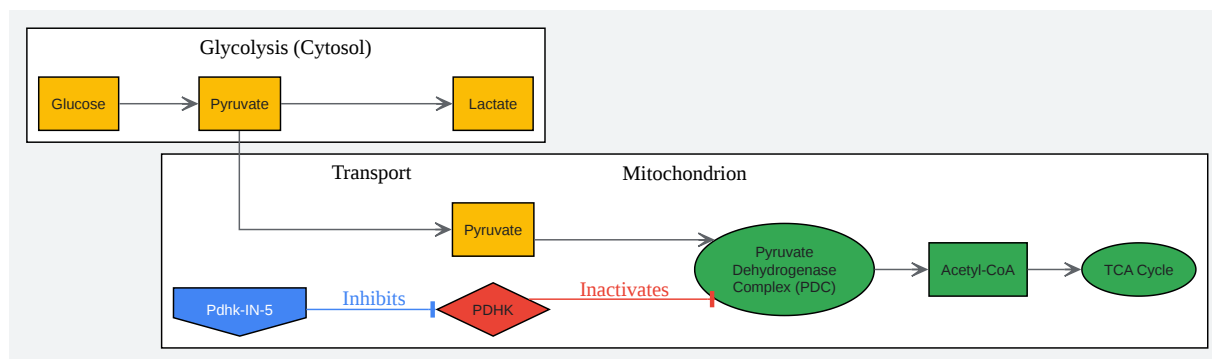 Glycolysis (Cytosol)
Glucose
Pyruvate
Lactate
Transport
Mitochondrion
Pyruvate
Pyruvate
Dehydrogenase
Complex (PDC)
Acetyl-CoA
TCA Cycle
Pdhk-IN-5
Inhibits
PDHK
Inactivates